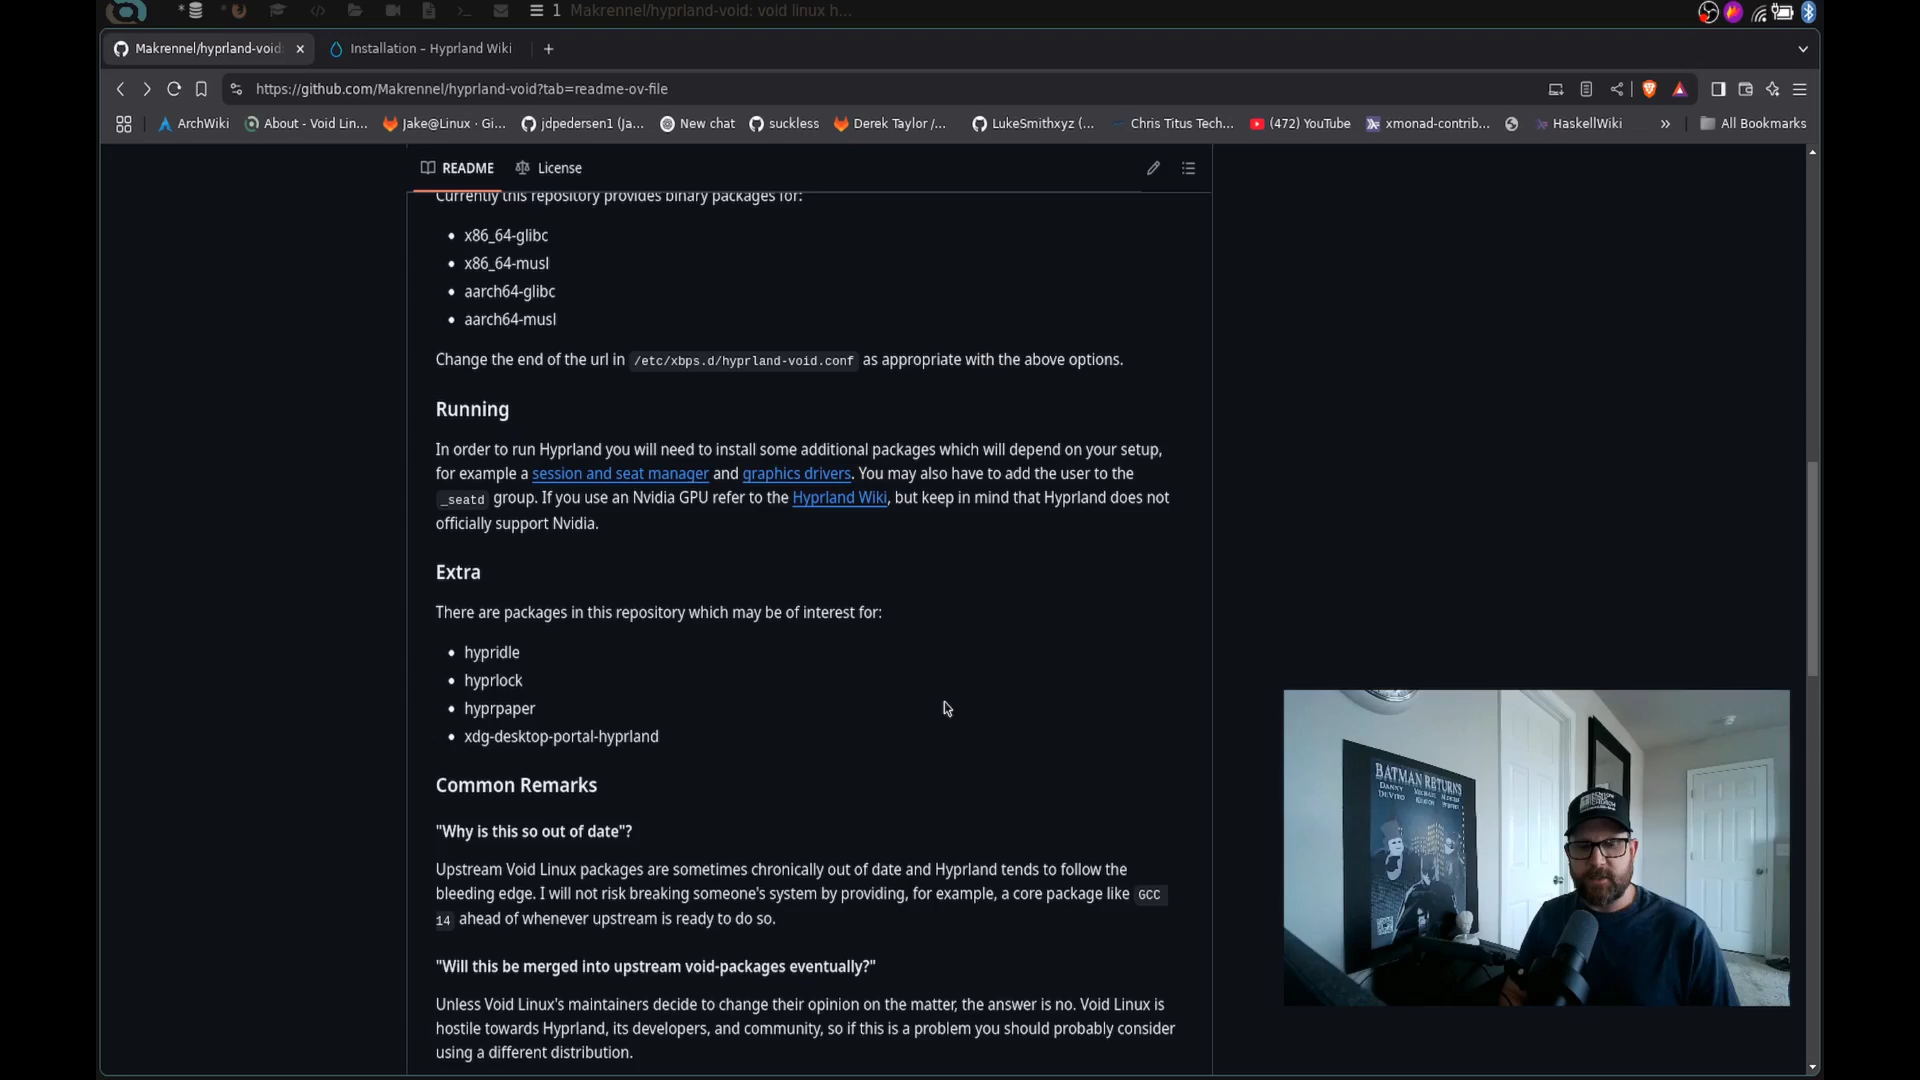 1 Makrennel/hyprland-void: void linux h...
Makrennel/hyprland-void:
Installation – Hyprland Wiki
https://github.com/Makrennel/hyprland-void?tab=readme-ov-file
ArchWiki
About - Void Lin...
Jake@Linux · Gi...
jdpedersen1 (Ja...
New chat
suckless
Derek Taylor /...
LukeSmithxyz (...
Chris Titus Tech...
(472) YouTube
xmonad-contrib...
HaskellWiki
»
All Bookmarks
README
License
Currently this repository provides binary packages for:
• x86_64-glibc
• x86_64-musl
• aarch64-glibc
• aarch64-musl
Change the end of the url in /etc/xbps.d/hyprland-void.conf as appropriate with the above options.
Running
In order to run Hyprland you will need to install some additional packages which will depend on your setup,
for example a session and seat manager and graphics drivers. You may also have to add the user to the
_seatd group. If you use an Nvidia GPU refer to the Hyprland Wiki, but keep in mind that Hyprland does not
officially support Nvidia.
Extra
There are packages in this repository which may be of interest for:
• hypridle
• hyprlock
• hyprpaper
• xdg-desktop-portal-hyprland
Common Remarks
"Why is this so out of date"?
Upstream Void Linux packages are sometimes chronically out of date and Hyprland tends to follow the
bleeding edge. I will not risk breaking someone's system by providing, for example, a core package like GCC
14 ahead of whenever upstream is ready to do so.
"Will this be merged into upstream void-packages eventually?"
Unless Void Linux's maintainers decide to change their opinion on the matter, the answer is no. Void Linux is
hostile towards Hyprland, its developers, and community, so if this is a problem you should probably consider
using a different distribution.
BATMAN RETURNS
DANNY
DEVITO
MICHAEL
KEATON